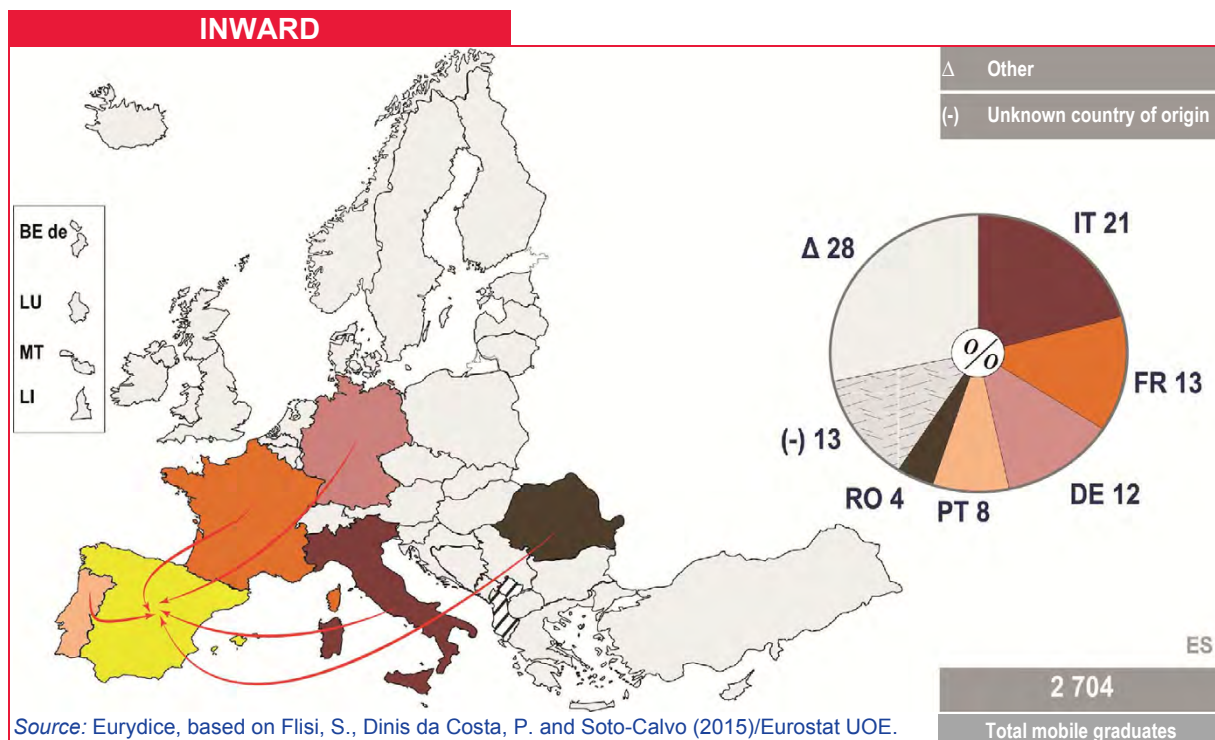 INWARD
Δ Other
(-) Unknown country of origin
BE de
LU
MT
LI
%
IT 21
FR 13
DE 12
PT 8
RO 4
(-) 13
Δ 28
ES
2 704
Total mobile graduates
Source: Eurydice, based on Flisi, S., Dinis da Costa, P. and Soto-Calvo (2015)/Eurostat UOE.